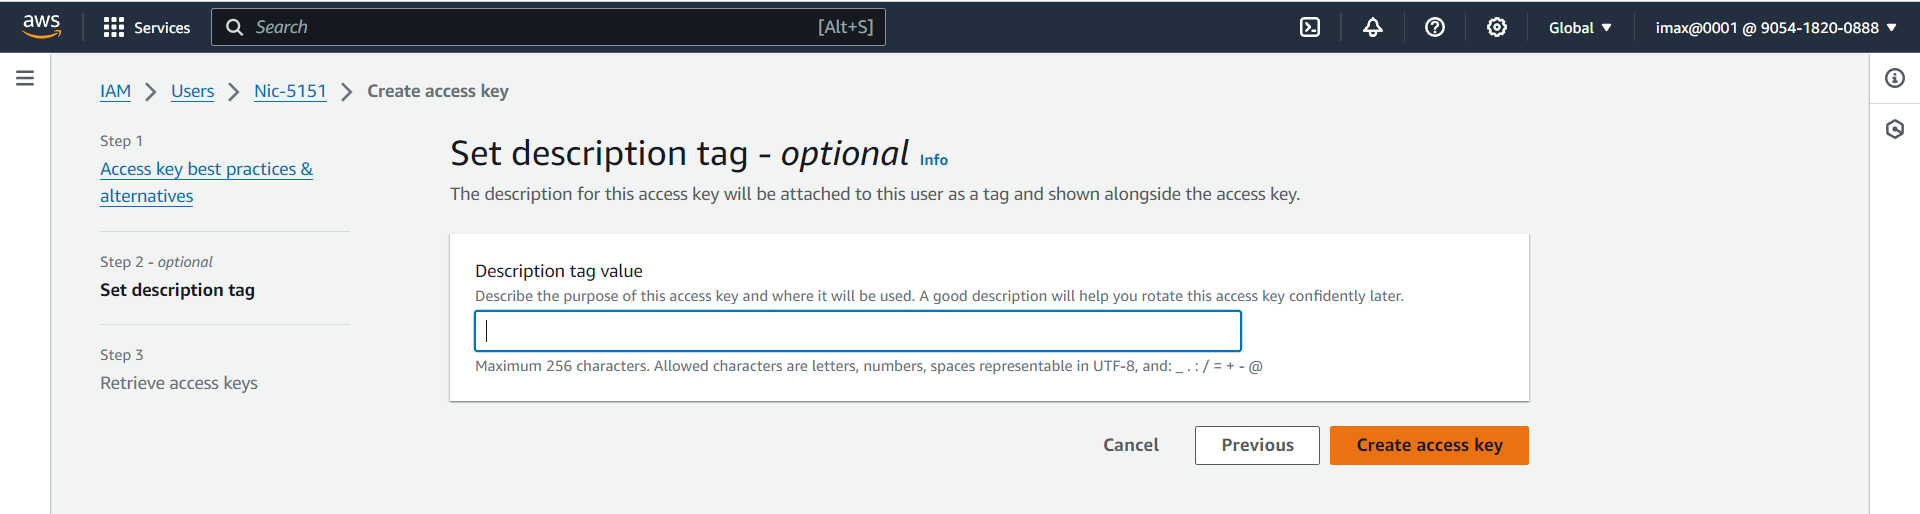 aws
Services
Search
[Alt+S]
Global
imax@0001 @ 9054-1820-0888
IAM
Users
Nic-5151
Create access key
Step 1
Access key best practices &
alternatives
Step 2 - optional
Set description tag
Step 3
Retrieve access keys
Set description tag - optional Info
The description for this access key will be attached to this user as a tag and shown alongside the access key.
Description tag value
Describe the purpose of this access key and where it will be used. A good description will help you rotate this access key confidently later.
Maximum 256 characters. Allowed characters are letters, numbers, spaces representable in UTF-8, and: _ . : / = + - @
Cancel
Previous
Create access key